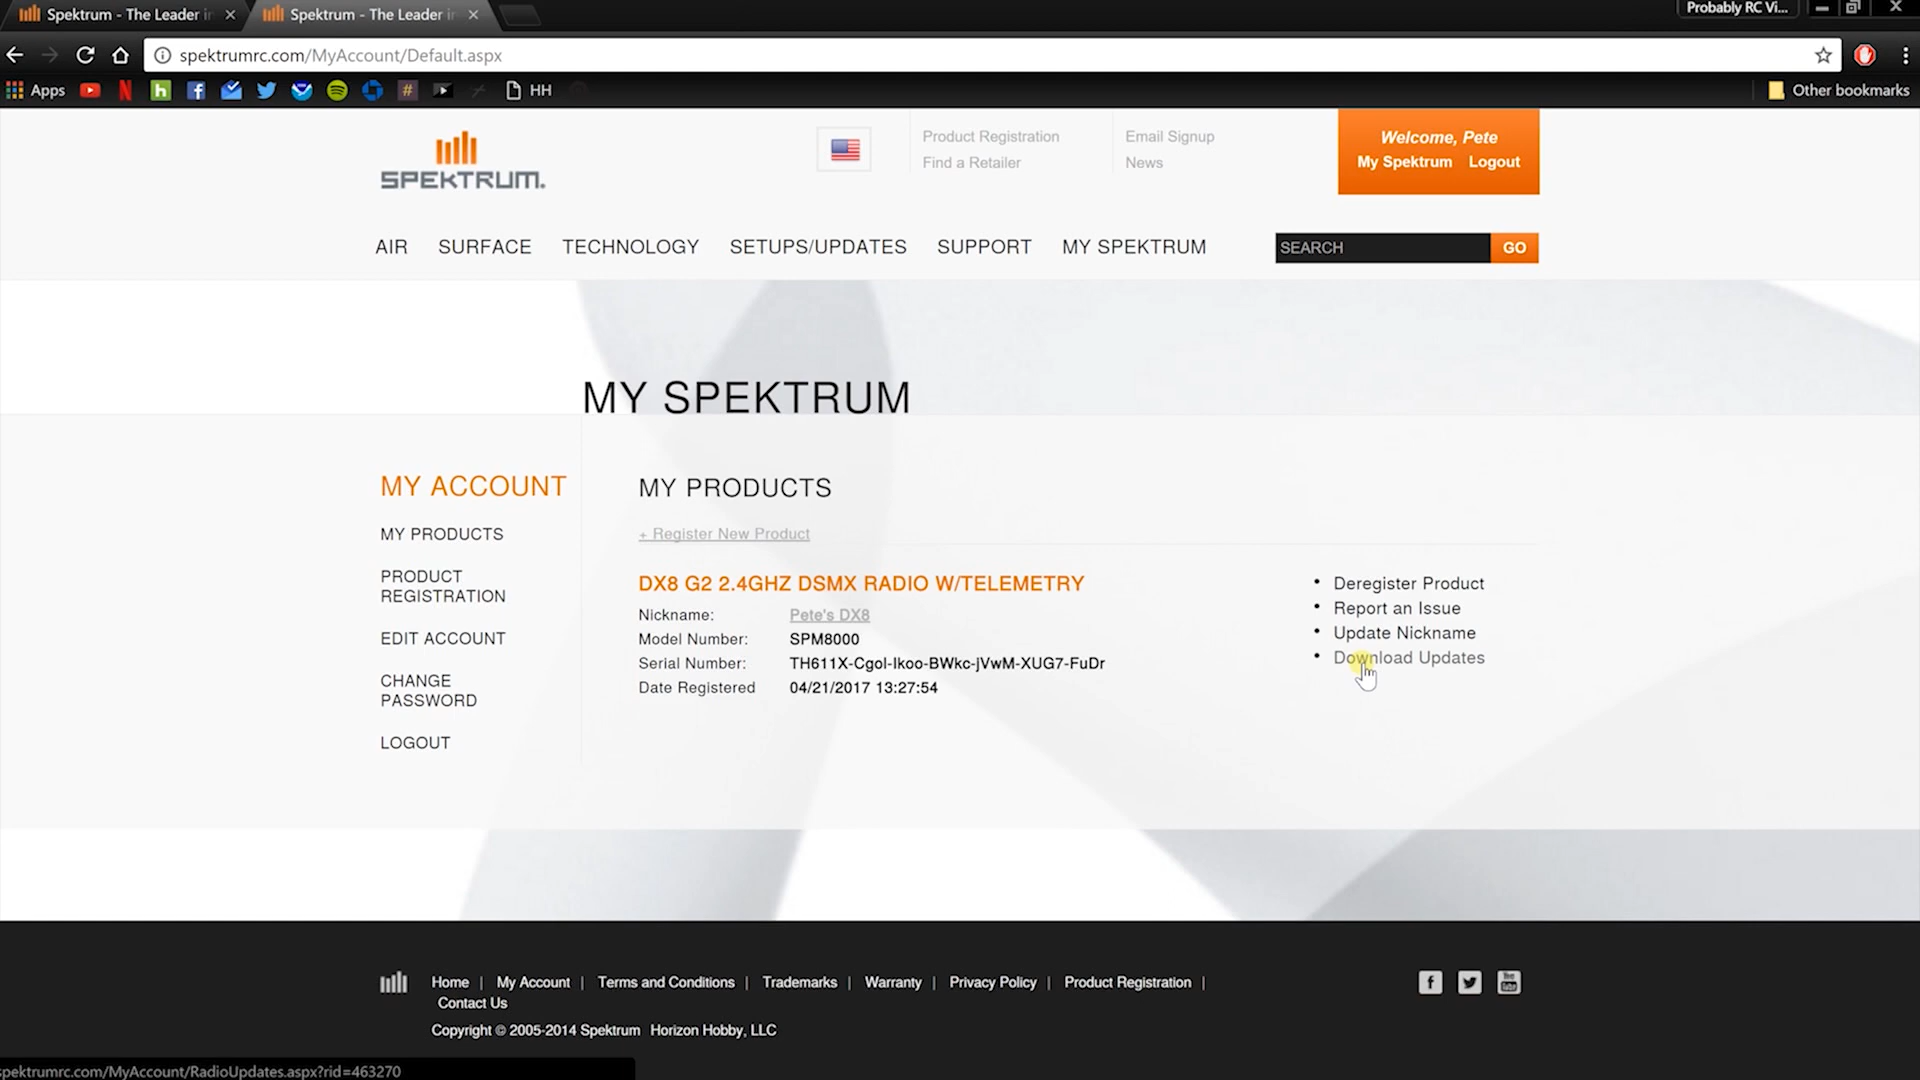 Spektrum - The Leader in
Spektrum - The Leader in
Probably RC Vi...
spektrumrc.com/MyAccount/Default.aspx
Apps
HH
Other bookmarks
SPEKTRUM.
Product Registration
Find a Retailer
Email Signup
News
Welcome, Pete
My Spektrum Logout
AIR SURFACE TECHNOLOGY SETUPS/UPDATES SUPPORT MY SPEKTRUM
SEARCH GO
MY SPEKTRUM
MY ACCOUNT
MY PRODUCTS
PRODUCT
REGISTRATION
EDIT ACCOUNT
CHANGE
PASSWORD
LOGOUT
MY PRODUCTS
+ Register New Product
DX8 G2 2.4GHZ DSMX RADIO W/TELEMETRY
Nickname: Pete's DX8
Model Number: SPM8000
Serial Number: TH611X-Cgol-Ikoo-BWkc-jVwM-XUG7-FuDr
Date Registered 04/21/2017 13:27:54
• Deregister Product
• Report an Issue
• Update Nickname
• Download Updates
Home | My Account | Terms and Conditions | Trademarks | Warranty | Privacy Policy | Product Registration |
Contact Us
Copyright © 2005-2014 Spektrum Horizon Hobby, LLC
spektrumrc.com/MyAccount/RadioUpdates.aspx?rid=463270